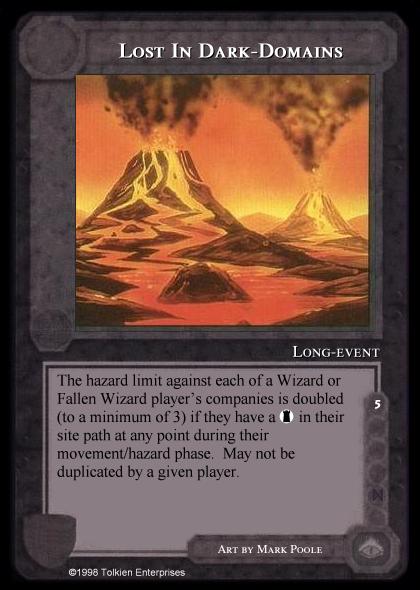 Lost In Dark-Domains
Long-event
The hazard limit against each of a Wizard or
Fallen Wizard player's companies is doubled
(to a minimum of 3) if they have a in their
site path at any point during their
movement/hazard phase. May not be
duplicated by a given player.
5
Art by Mark Poole
©1998 Tolkien Enterprises